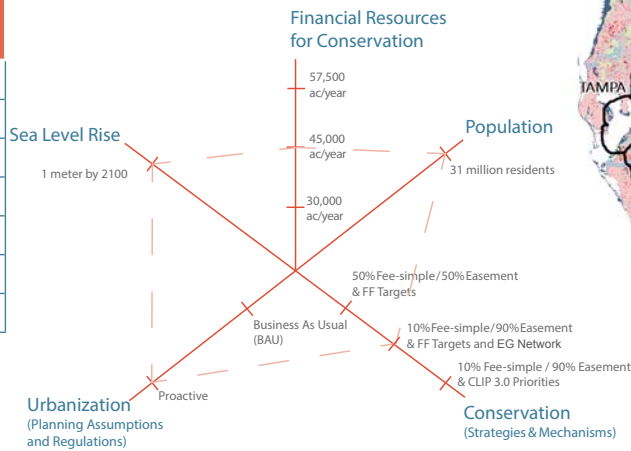 Financial Resources
for Conservation
57,500
ac/year
TAMPA
Sea Level Rise
Population
45,000
ac/year
1 meter by 2100
31 million residents
30,000
ac/year
50%Fee-simple/50%Easement
& FF Targets
Business As Usual
(BAU)
10%Fee-simple/90%Easement
& FF Targets and EG Network
10% Fee-simple / 90% Easement
& CLIP 3.0 Priorities
Proactive
Urbanization
(Planning Assumptions
and Regulations)
Conservation
(Strategies & Mechanisms)